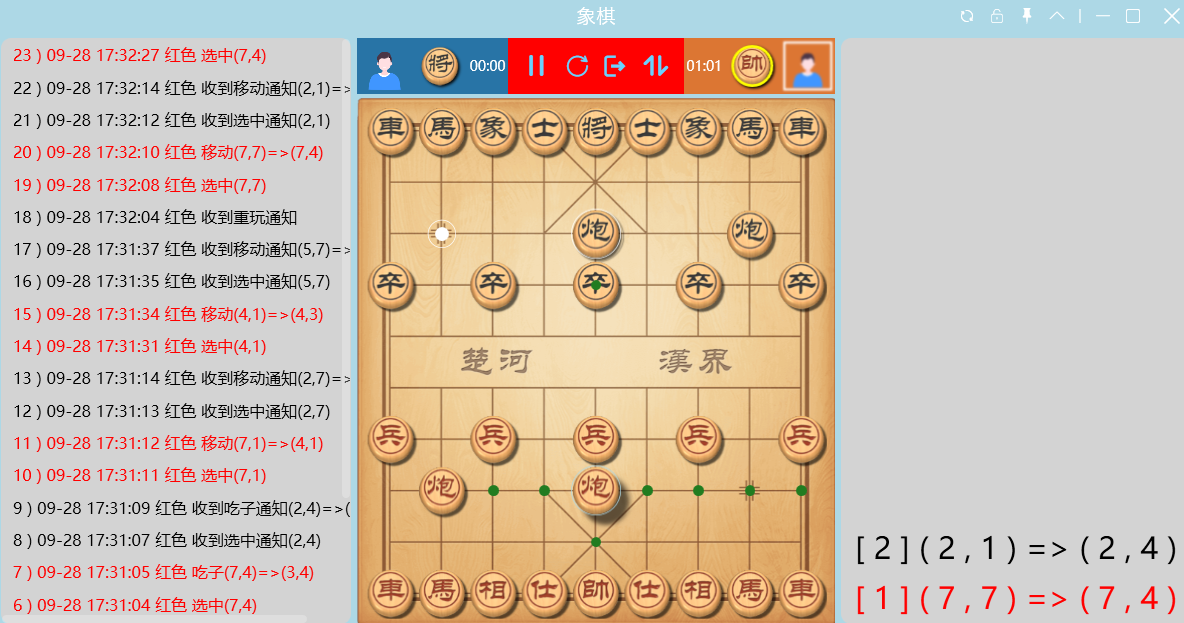 象棋
23 ) 09-28 17:32:27 红色 选中(7,4)
22 ) 09-28 17:32:14 红色 收到移动通知(2,1)=>
21 ) 09-28 17:32:12 红色 收到选中通知(2,1)
20 ) 09-28 17:32:10 红色 移动(7,7)=>(7,4)
19 ) 09-28 17:32:08 红色 选中(7,7)
18 ) 09-28 17:32:04 红色 收到重玩通知
17 ) 09-28 17:31:37 红色 收到移动通知(5,7)=>
16 ) 09-28 17:31:35 红色 收到选中通知(5,7)
15 ) 09-28 17:31:34 红色 移动(4,1)=>(4,3)
14 ) 09-28 17:31:31 红色 选中(4,1)
13 ) 09-28 17:31:14 红色 收到移动通知(2,7)=>
12 ) 09-28 17:31:13 红色 收到选中通知(2,7)
11 ) 09-28 17:31:12 红色 移动(7,1)=>(4,1)
10 ) 09-28 17:31:11 红色 选中(7,1)
9 ) 09-28 17:31:09 红色 收到吃子通知(2,4)=>(
8 ) 09-28 17:31:07 红色 收到选中通知(2,4)
7 ) 09-28 17:31:05 红色 吃子(7,4)=>(3,4)
6 ) 09-28 17:31:04 红色 选中(7,4)
將 00:00 01:01 帥
車 馬 象 士 將 士 象 馬 車
炮 炮
卒 卒 卒 卒 卒
楚河 漢界
兵 兵 兵 兵 兵
炮 炮
車 馬 相 仕 帥 仕 相 馬 車
[2](2,1)=>(2,4)
[1](7,7)=>(7,4)